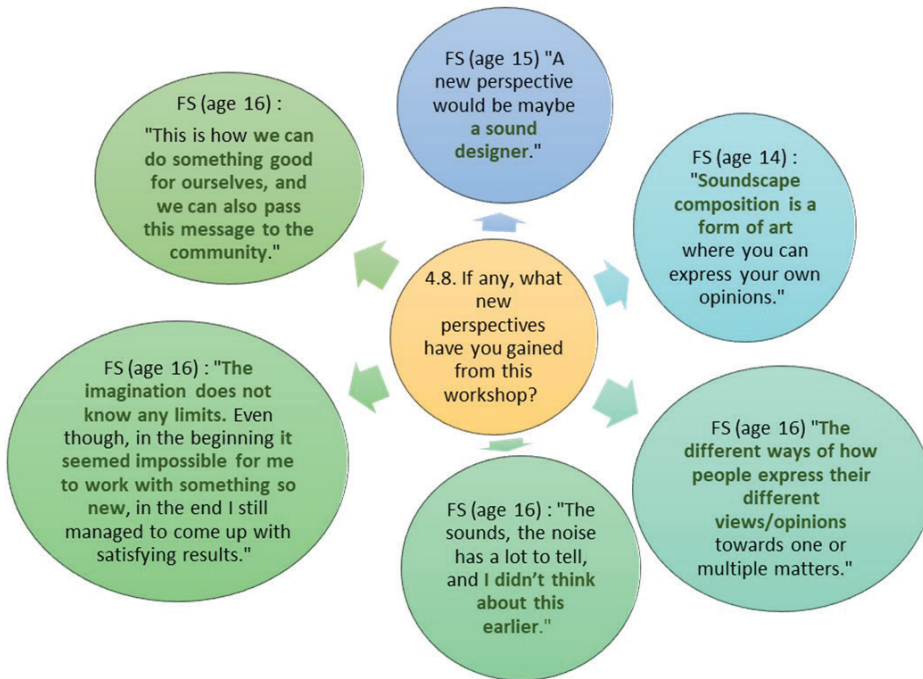 FS (age 15) "A
new perspective
would be maybe
a sound
designer."
FS (age 14) :
"Soundscape
composition is a
form of art
where you can
express your own
opinions."
FS (age 16) "The
different ways of how
people express their
different
views/opinions
towards one or
multiple matters."
FS (age 16) : "The
sounds, the noise
has a lot to tell,
and I didn't think
about this
earlier."
FS (age 16) : "The
imagination does not
know any limits. Even
though, in the beginning it
seemed impossible for me
to work with something so
new, in the end I still
managed to come up with
satisfying results."
FS (age 16) :
"This is how we can
do something good
for ourselves, and
we can also pass
this message to the
community."
4.8. If any, what
new
perspectives
have you gained
from this
workshop?